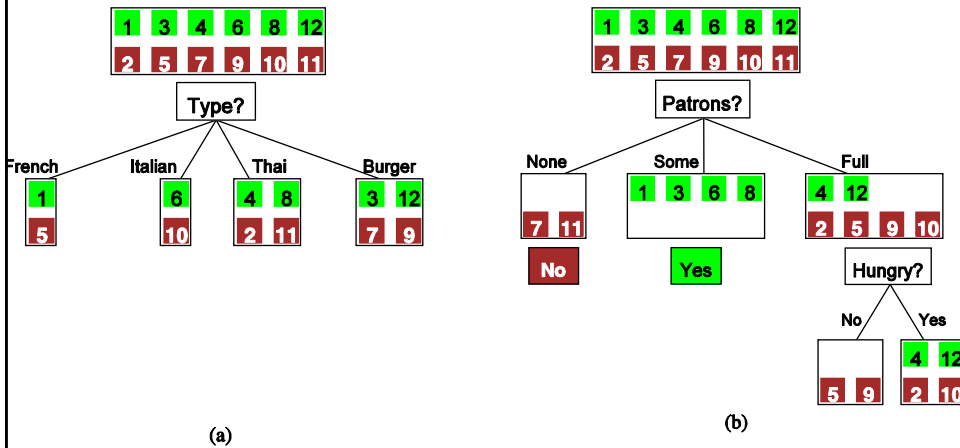 1 3 4 6 8 12
2 5 7 9 10 11
Type?
French Italian Thai Burger
1 6 4 8 3 12
5 10 2 11 7 9
(a)
1 3 4 6 8 12
2 5 7 9 10 11
Patrons?
None Some Full
1 3 6 8 4 12
7 11 2 5 9 10
No Yes Hungry?
No Yes
4 12
5 9 2 10
(b)